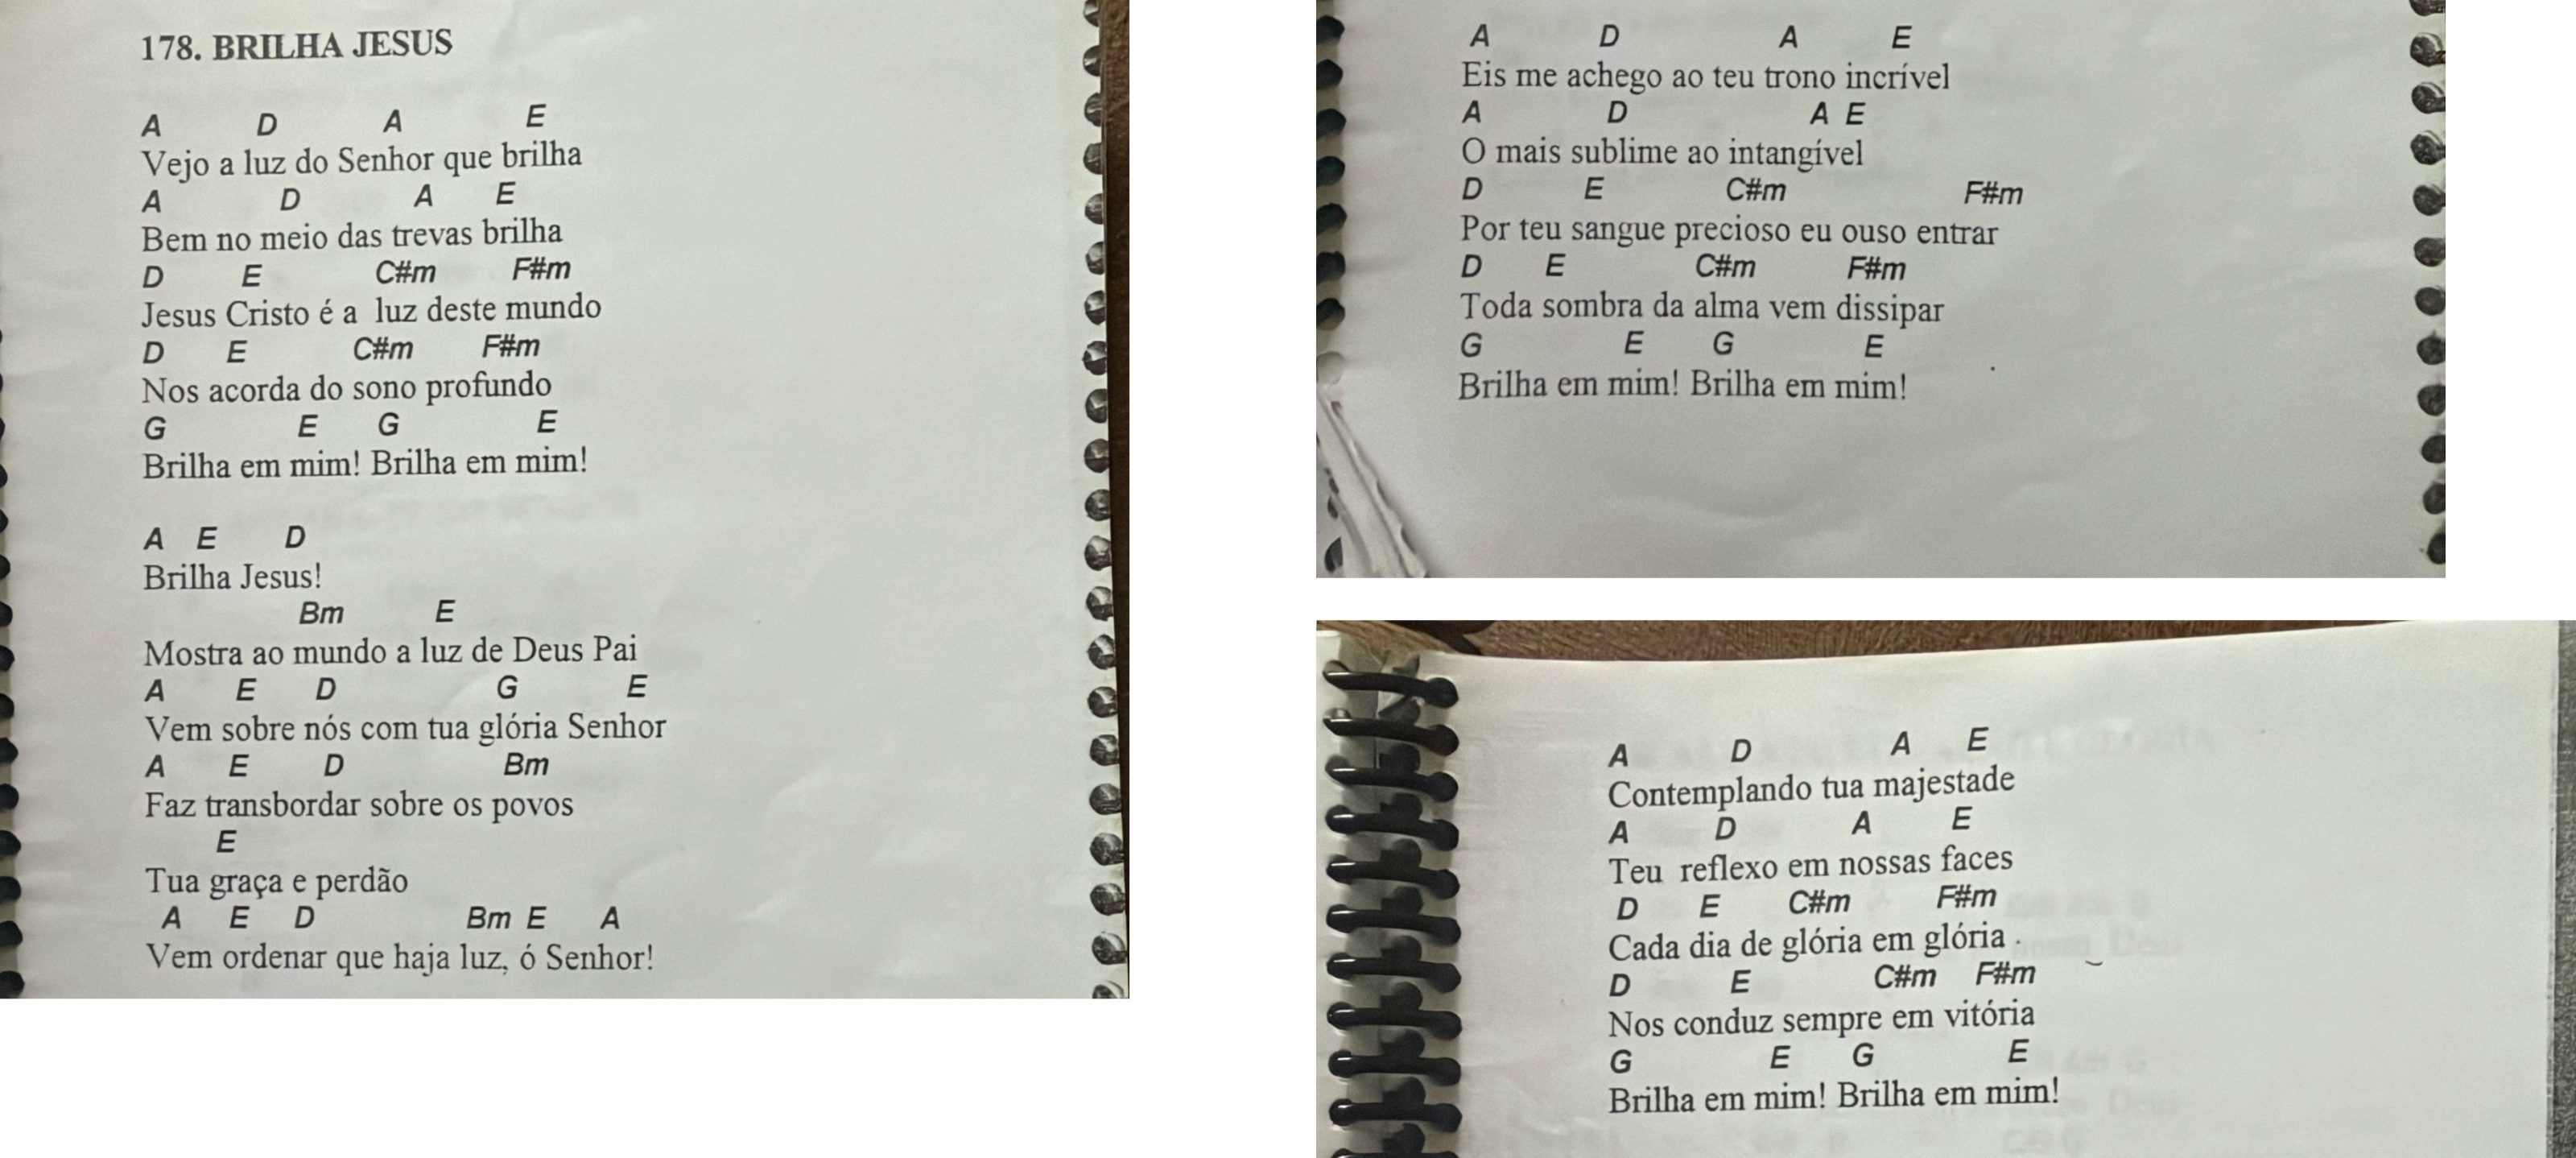 178. BRILHA JESUS
A D A E
Vejo a luz do Senhor que brilha
A D A E
Bem no meio das trevas brilha
D E C#m F#m
Jesus Cristo é a luz deste mundo
D E C#m F#m
Nos acorda do sono profundo
G E G E
Brilha em mim! Brilha em mim!
A E D
Brilha Jesus!
Bm E
Mostra ao mundo a luz de Deus Pai
A E D G E
Vem sobre nós com tua glória Senhor
A E D Bm
Faz transbordar sobre os povos
E
Tua graça e perdão
A E D Bm E A
Vem ordenar que haja luz, ó Senhor!
A D A E
Eis me achego ao teu trono incrível
A D A E
O mais sublime ao intangível
D E C#m F#m
Por teu sangue precioso eu ouso entrar
D E C#m F#m
Toda sombra da alma vem dissipar
G E G E
Brilha em mim! Brilha em mim!
A D A E
Contemplando tua majestade
A D A E
Teu reflexo em nossas faces
D E C#m F#m
Cada dia de glória em glória
D E C#m F#m
Nos conduz sempre em vitória
G E G E
Brilha em mim! Brilha em mim!